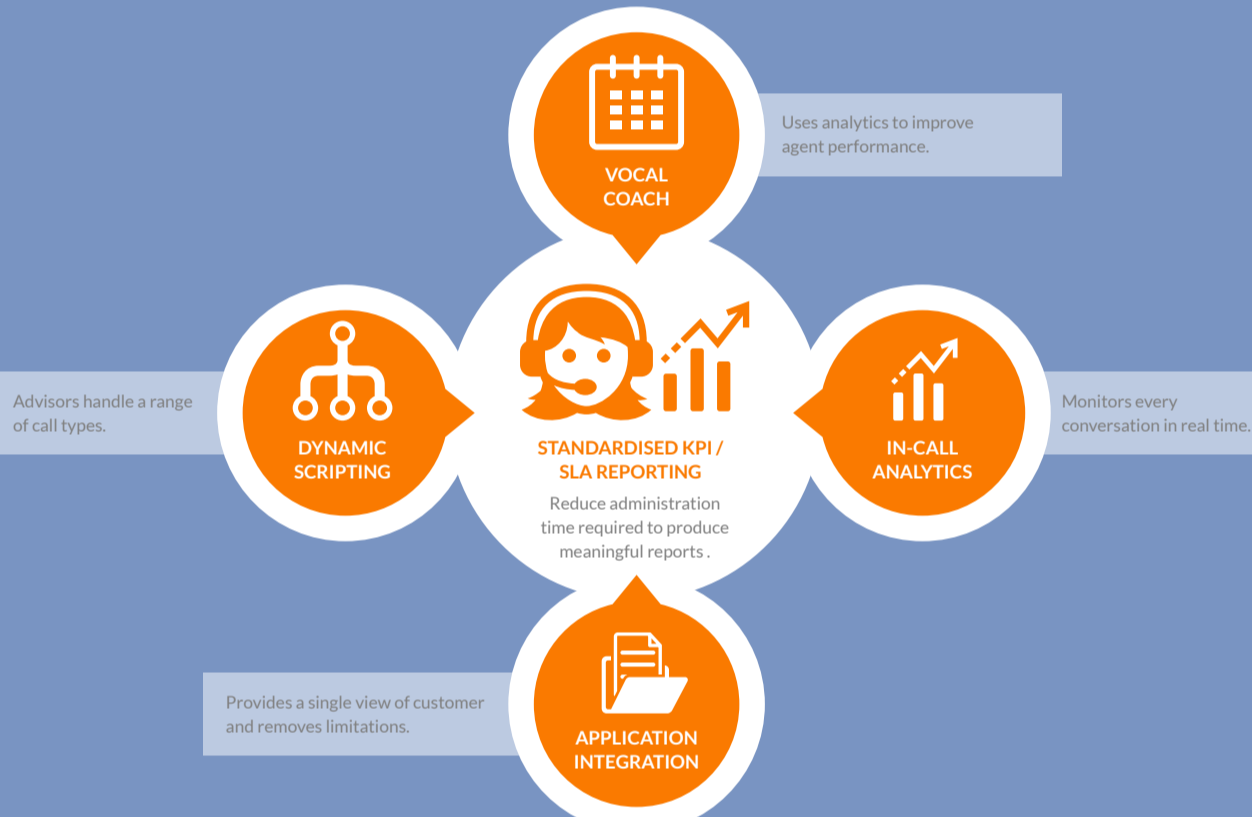 VOCAL
COACH
Uses analytics to improve
agent performance.
Advisors handle a range
of call types.
DYNAMIC
SCRIPTING
STANDARDISED KPI /
SLA REPORTING
Reduce administration
time required to produce
meaningful reports .
IN-CALL
ANALYTICS
Monitors every
conversation in real time.
Provides a single view of customer
and removes limitations.
APPLICATION
INTEGRATION